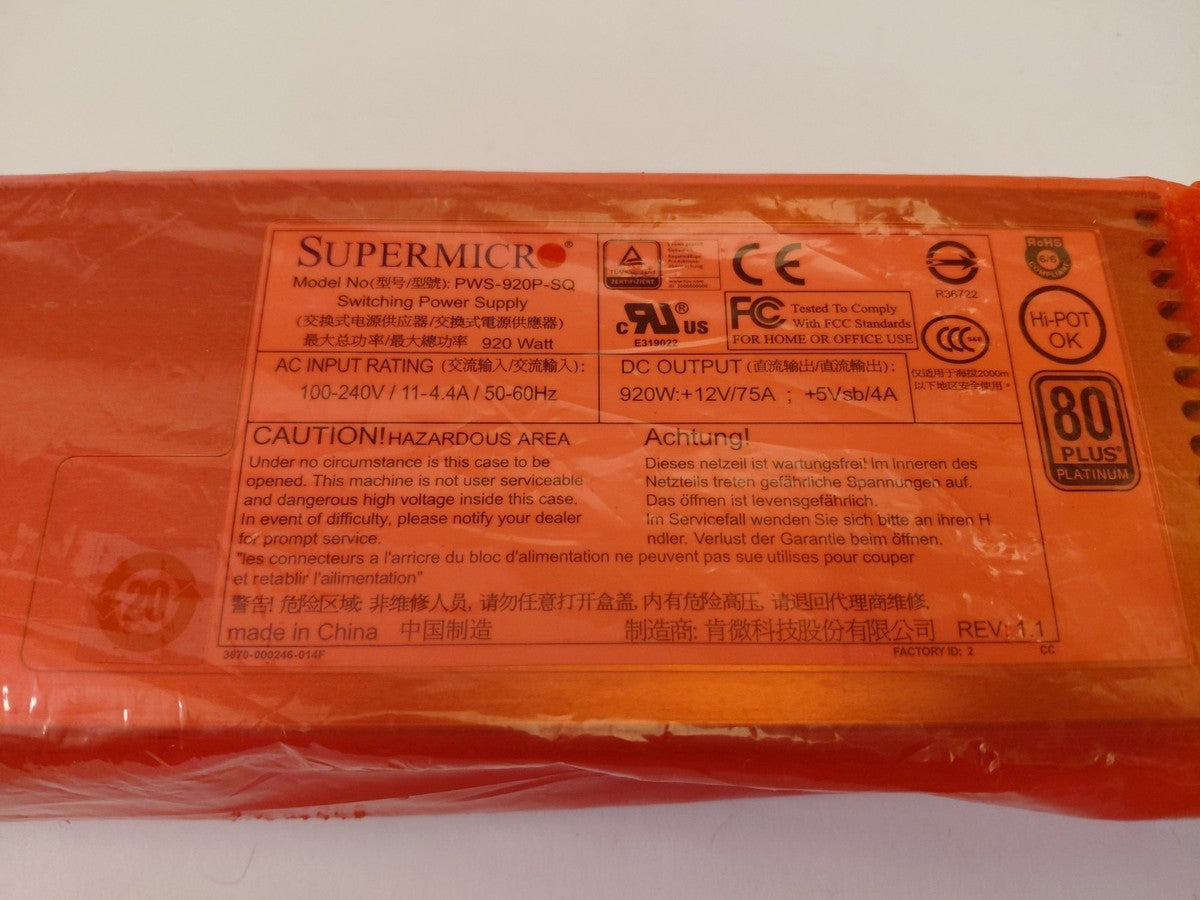 SUPERMICRO®
Model No(型号/型號): PWS-920P-SQ
Switching Power Supply
(交换式电源供应器/交換式電源供應器)
最大总功率/最大總功率 920 Watt
ZERTIFIZIERT
CE
c RU® US
E319022
FC Tested To Comply
With FCC Standards
FOR HOME OR OFFICE USE
R36722
CCC S&E
仅适用于海拔2000m
以下地区安全使用。
RoHS
6/6
COMPLIANT
Hi-POT
OK
80
PLUS®
PLATINUM
AC INPUT RATING (交流输入/交流輸入):
100-240V / 11-4.4A / 50-60Hz
DC OUTPUT (直流输出/直流輸出):
920W:+12V/75A ; +5Vsb/4A
CAUTION! HAZARDOUS AREA
Under no circumstance is this case to be
opened. This machine is not user serviceable
and dangerous high voltage inside this case.
In event of difficulty, please notify your dealer
for prompt service.
Achtung!
Dieses netzeil ist wartungsfrei! Im Inneren des
Netzteils treten gefährliche Spannungen auf.
Das öffnen ist levensgefährlich.
Im Servicefall wenden Sie sich bitte an ihren H
ndler. Verlust der Garantie beim öffnen.
"les connecteurs a l'arricre du bloc d'alimentation ne peuvent pas sue utilises pour couper
et retablir l'ailimentation"
警告! 危险区域: 非维修人员, 请勿任意打开盒盖, 内有危险高压, 请退回代理商维修,
made in China 中国制造 制造商: 肯微科技股份有限公司 REV: 1.1
3670-000246-014F FACTORY ID: 2 CC
20